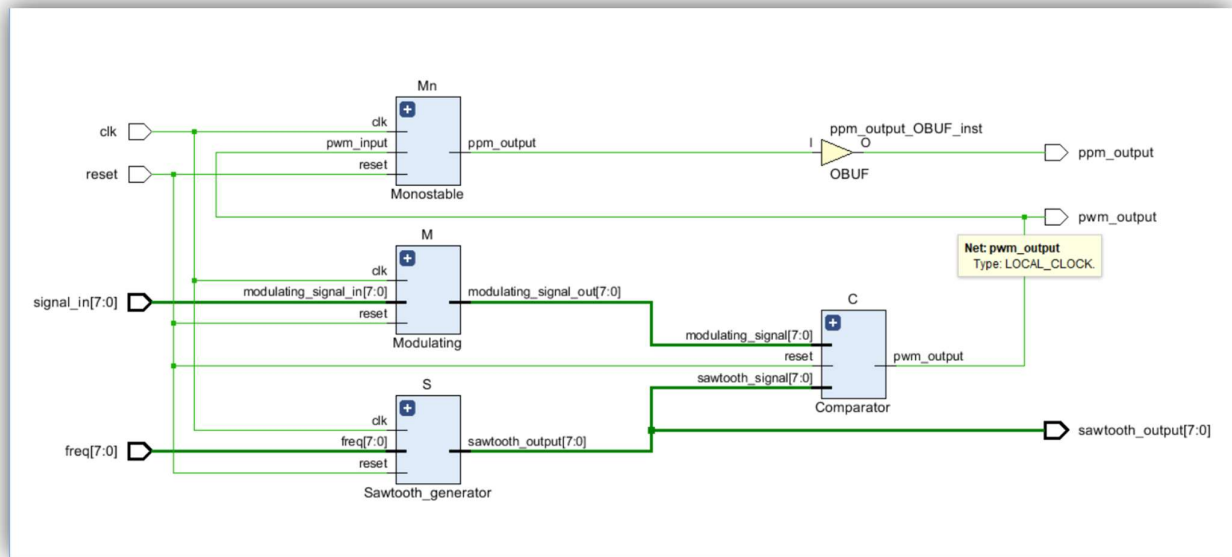 Mn
clk
clk
pwm_input
ppm_output
reset
reset
Monostable
ppm_output_OBUF_inst
I
O
OBUF
ppm_output
pwm_output
Net: pwm_output
Type: LOCAL_CLOCK.
M
clk
signal_in[7:0]
modulating_signal_in[7:0]
modulating_signal_out[7:0]
reset
Modulating
C
modulating_signal[7:0]
reset
pwm_output
sawtooth_signal[7:0]
Comparator
S
clk
freq[7:0]
freq[7:0]
sawtooth_output[7:0]
reset
Sawtooth_generator
sawtooth_output[7:0]